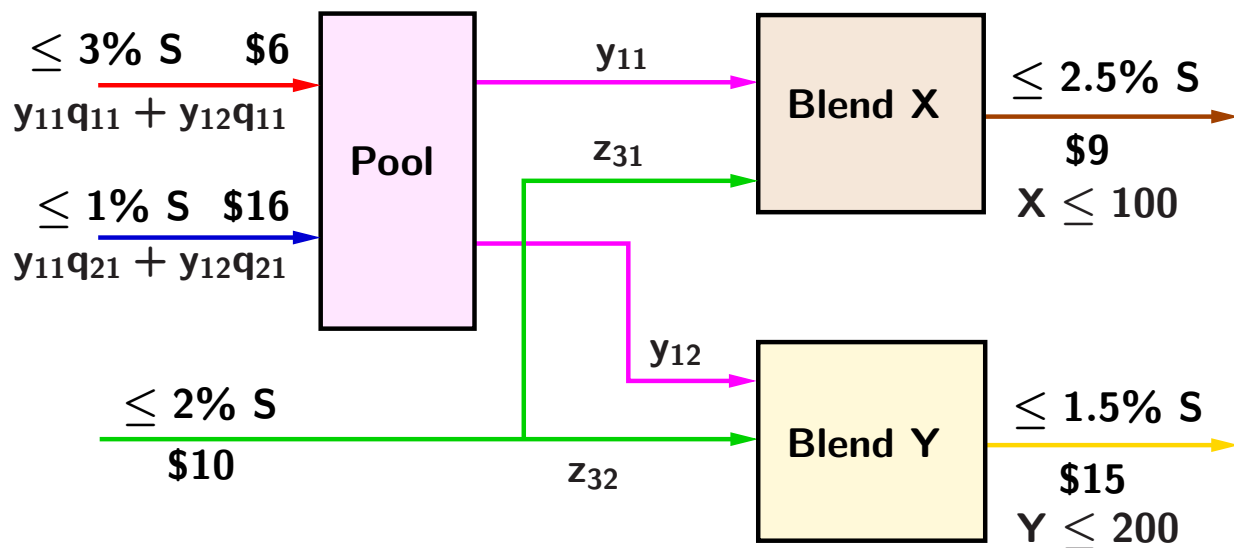 ≤ 3% S $6
y₁₁q₁₁ + y₁₂q₁₁
≤ 1% S $16
y₁₁q₂₁ + y₁₂q₂₁
≤ 2% S
$10
Pool
y₁₁
z₃₁
y₁₂
z₃₂
Blend X
≤ 2.5% S
$9
X ≤ 100
Blend Y
≤ 1.5% S
$15
Y ≤ 200